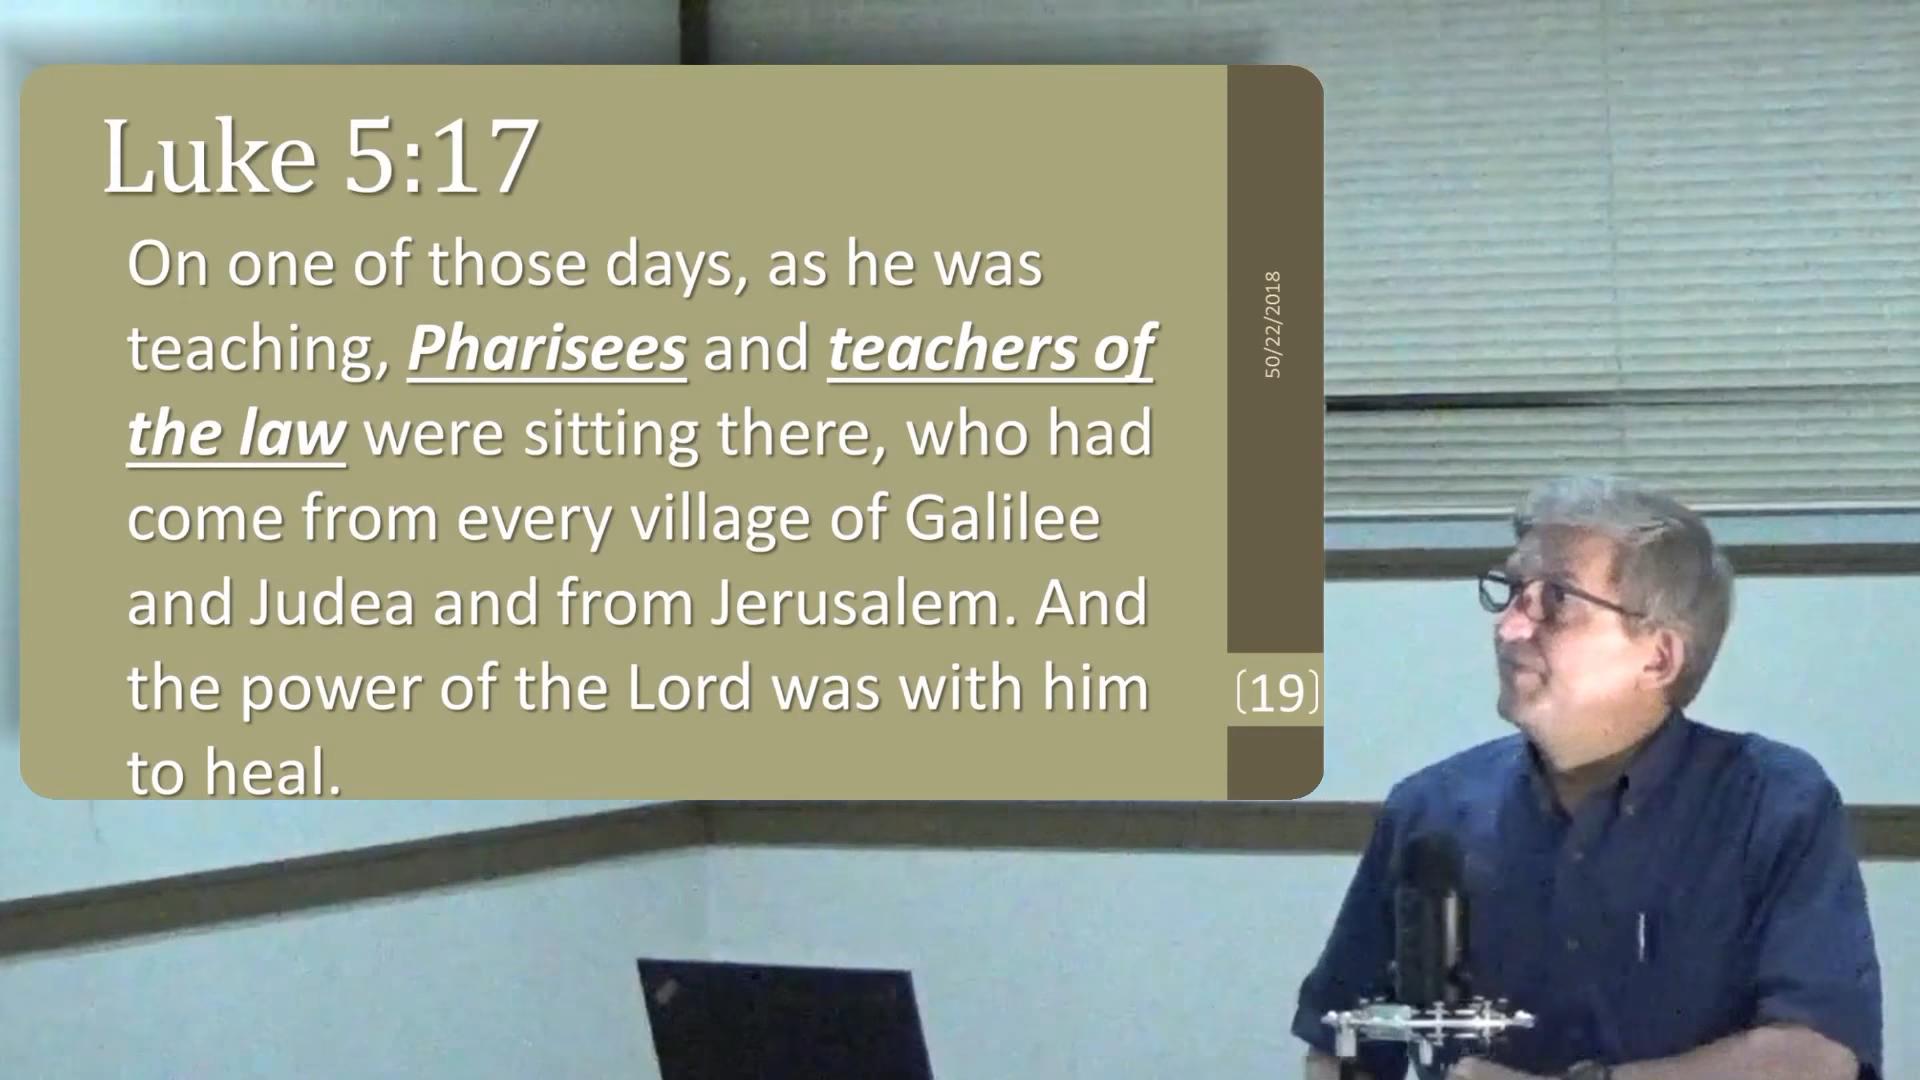 Luke 5:17
On one of those days, as he was
teaching, Pharisees and teachers of
the law were sitting there, who had
come from every village of Galilee
and Judea and from Jerusalem. And
the power of the Lord was with him
to heal.
50/22/2018
(19)